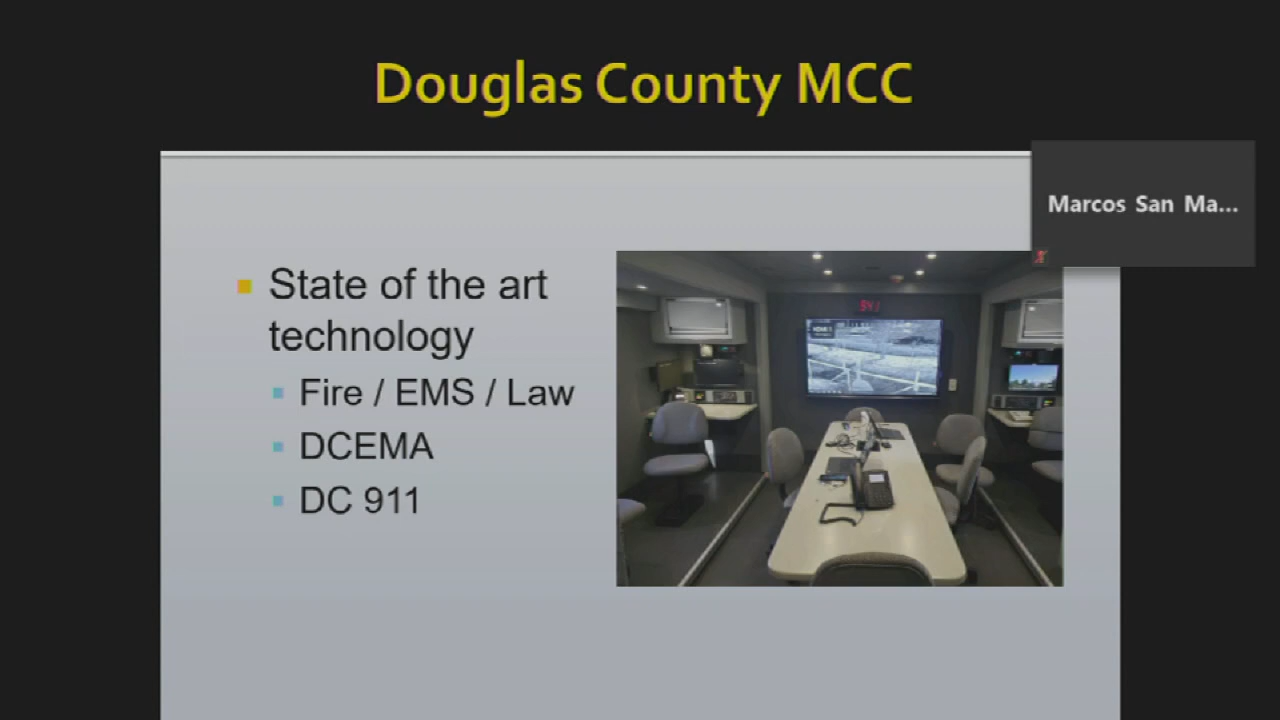 Douglas County MCC
Marcos San Ma...
State of the art
technology
Fire / EMS / Law
DCEMA
DC 911